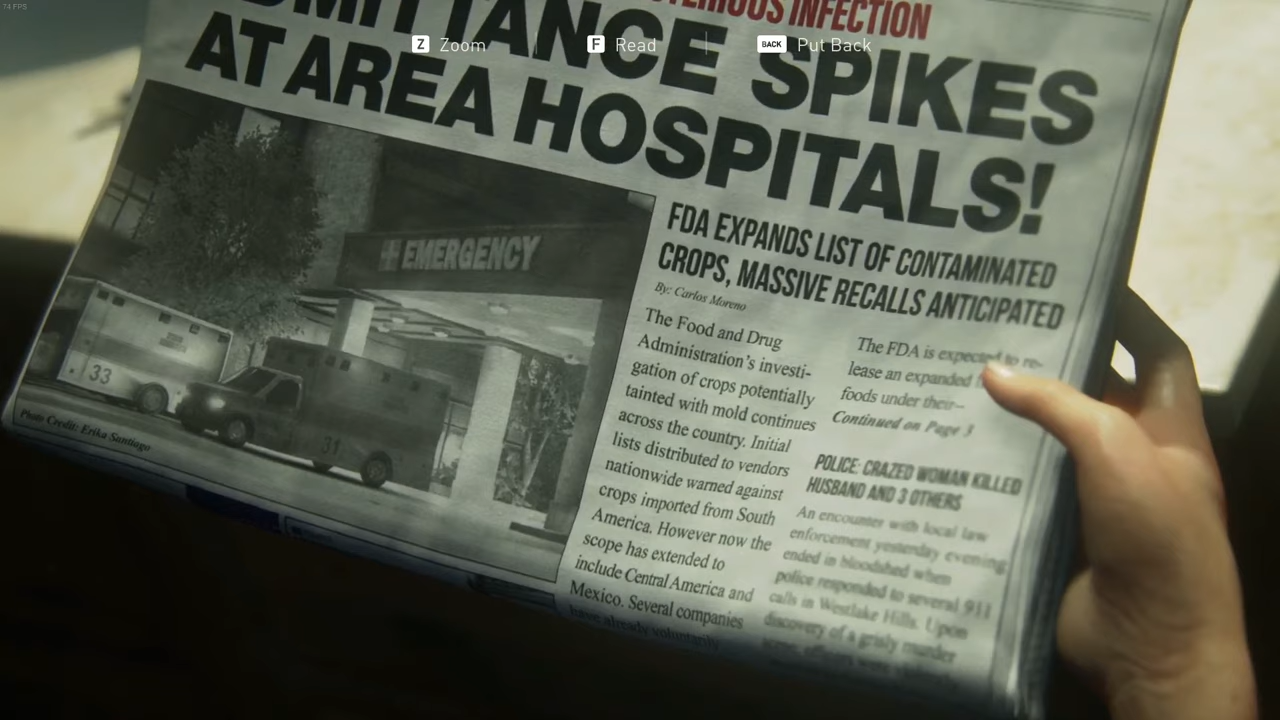 74 FPS
INFECTION
Z Zoom
F Read
BACK Put Back
SPIKES
AT AREA HOSPITALS!
EMERGENCY
33
31
Photo Credit: Erika Santiago
FDA EXPANDS LIST OF CONTAMINATED
CROPS, MASSIVE RECALLS ANTICIPATED
By: Carlos Moreno
The Food and Drug
Administration's investi-
gation of crops potentially
tainted with mold continues
across the country. Initial
lists distributed to vendors
nationwide warned against
crops imported from South
America. However now the
scope has extended to
include Central America and
Mexico. Several companies
have already voluntarily
The FDA is expected to re-
lease an expanded
foods under their-
Continued on Page 3
POLICE: CRAZED WOMAN KILLED
HUSBAND AND 3 OTHERS
An encounter with local law
enforcement yesterday evening
ended in bloodshed when
police responded to several 911
calls in Westlake Hills. Upon
discovery of a grisly murder